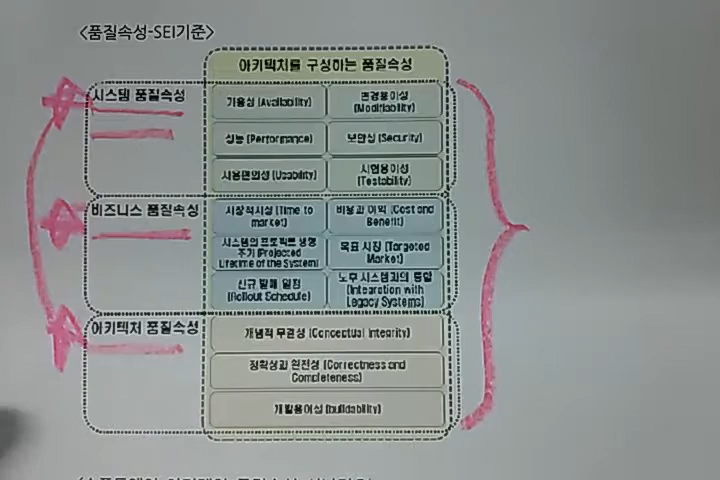 <품질속성-SEI기준>
아키텍처를 구성하는 품질속성
시스템 품질속성
가용성 (Availability)
변경용이성
(Modifiability)
성능 (Performance)
보안성 (Security)
사용편의성 (Usability)
시험용이성
(Testability)
비즈니스 품질속성
시장적시성 (Time to
market)
비용과 이익 (Cost and
Benefit)
시스템의 프로젝트 생명
주기 (Projected
Lifetime of the System)
목표 시장 (Targeted
Market)
신규 발매 일정
(Rollout Schedule)
노후 시스템과의 통합
(Integration with
Legacy Systems)
아키텍처 품질속성
개념적 무결성 (Conceptual Integrity)
정확성과 완전성 (Correctness and
Completeness)
개발용이성 (buildability)